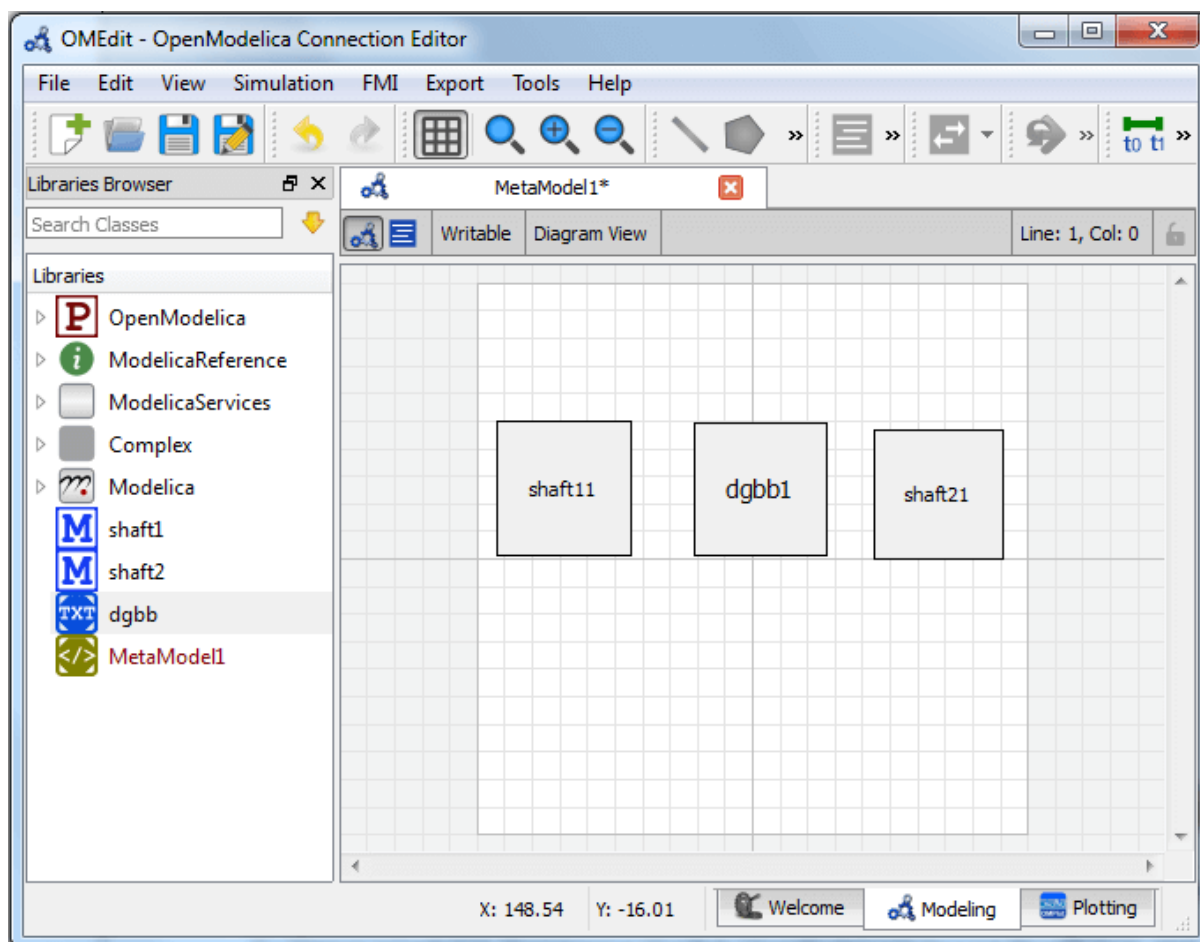 OMEdit - OpenModelica Connection Editor
File Edit View Simulation FMI Export Tools Help
to t1
Libraries Browser
MetaModel1*
Search Classes
Writable Diagram View Line: 1, Col: 0
Libraries
P OpenModelica
i ModelicaReference
ModelicaServices
Complex
Modelica
M shaft1
M shaft2
TXT dgbb
</> MetaModel1
shaft11 dgbb1 shaft21
X: 148.54 Y: -16.01 Welcome Modeling Plotting